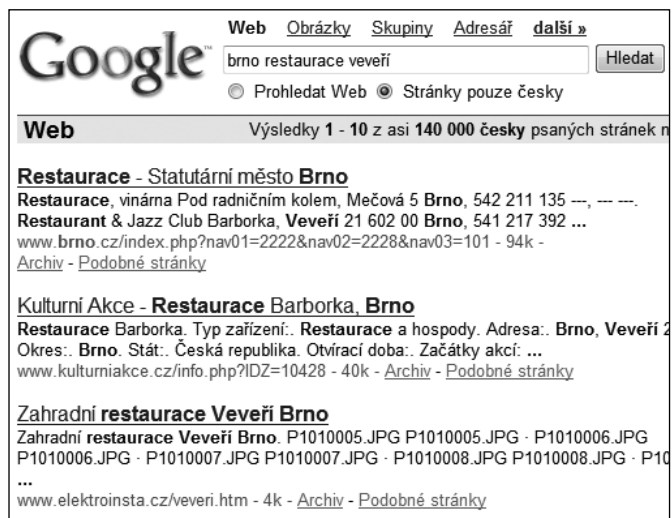 Web Obrázky Skupiny Adresář další »
Google™
brno restaurace veveří Hledat
Prohledat Web Stránky pouze česky
Web Výsledky 1 - 10 z asi 140 000 česky psaných stránek n
Restaurace - Statutární město Brno
Restaurace, vinárna Pod radničním kolem, Mečová 5 Brno, 542 211 135 ---, --- ---.
Restaurant & Jazz Club Barborka, Veveří 21 602 00 Brno, 541 217 392 ...
www.brno.cz/index.php?nav01=2222&nav02=2228&nav03=101 - 94k -
Archiv - Podobné stránky
Kulturní Akce - Restaurace Barborka, Brno
Restaurace Barborka. Typ zařízení:. Restaurace a hospody. Adresa:. Brno, Veveří 2
Okres:. Brno. Stát:. Česká republika. Otvírací doba:. Začátky akcí: ...
www.kulturniakce.cz/info.php?IDZ=10428 - 40k - Archiv - Podobné stránky
Zahradní restaurace Veveří Brno
Zahradní restaurace Veveří Brno. P1010005.JPG P1010005.JPG · P1010006.JPG
P1010006.JPG · P1010007.JPG P1010007.JPG · P1010008.JPG P1010008.JPG · P10
...
www.elektroinsta.cz/veveri.htm - 4k - Archiv - Podobné stránky